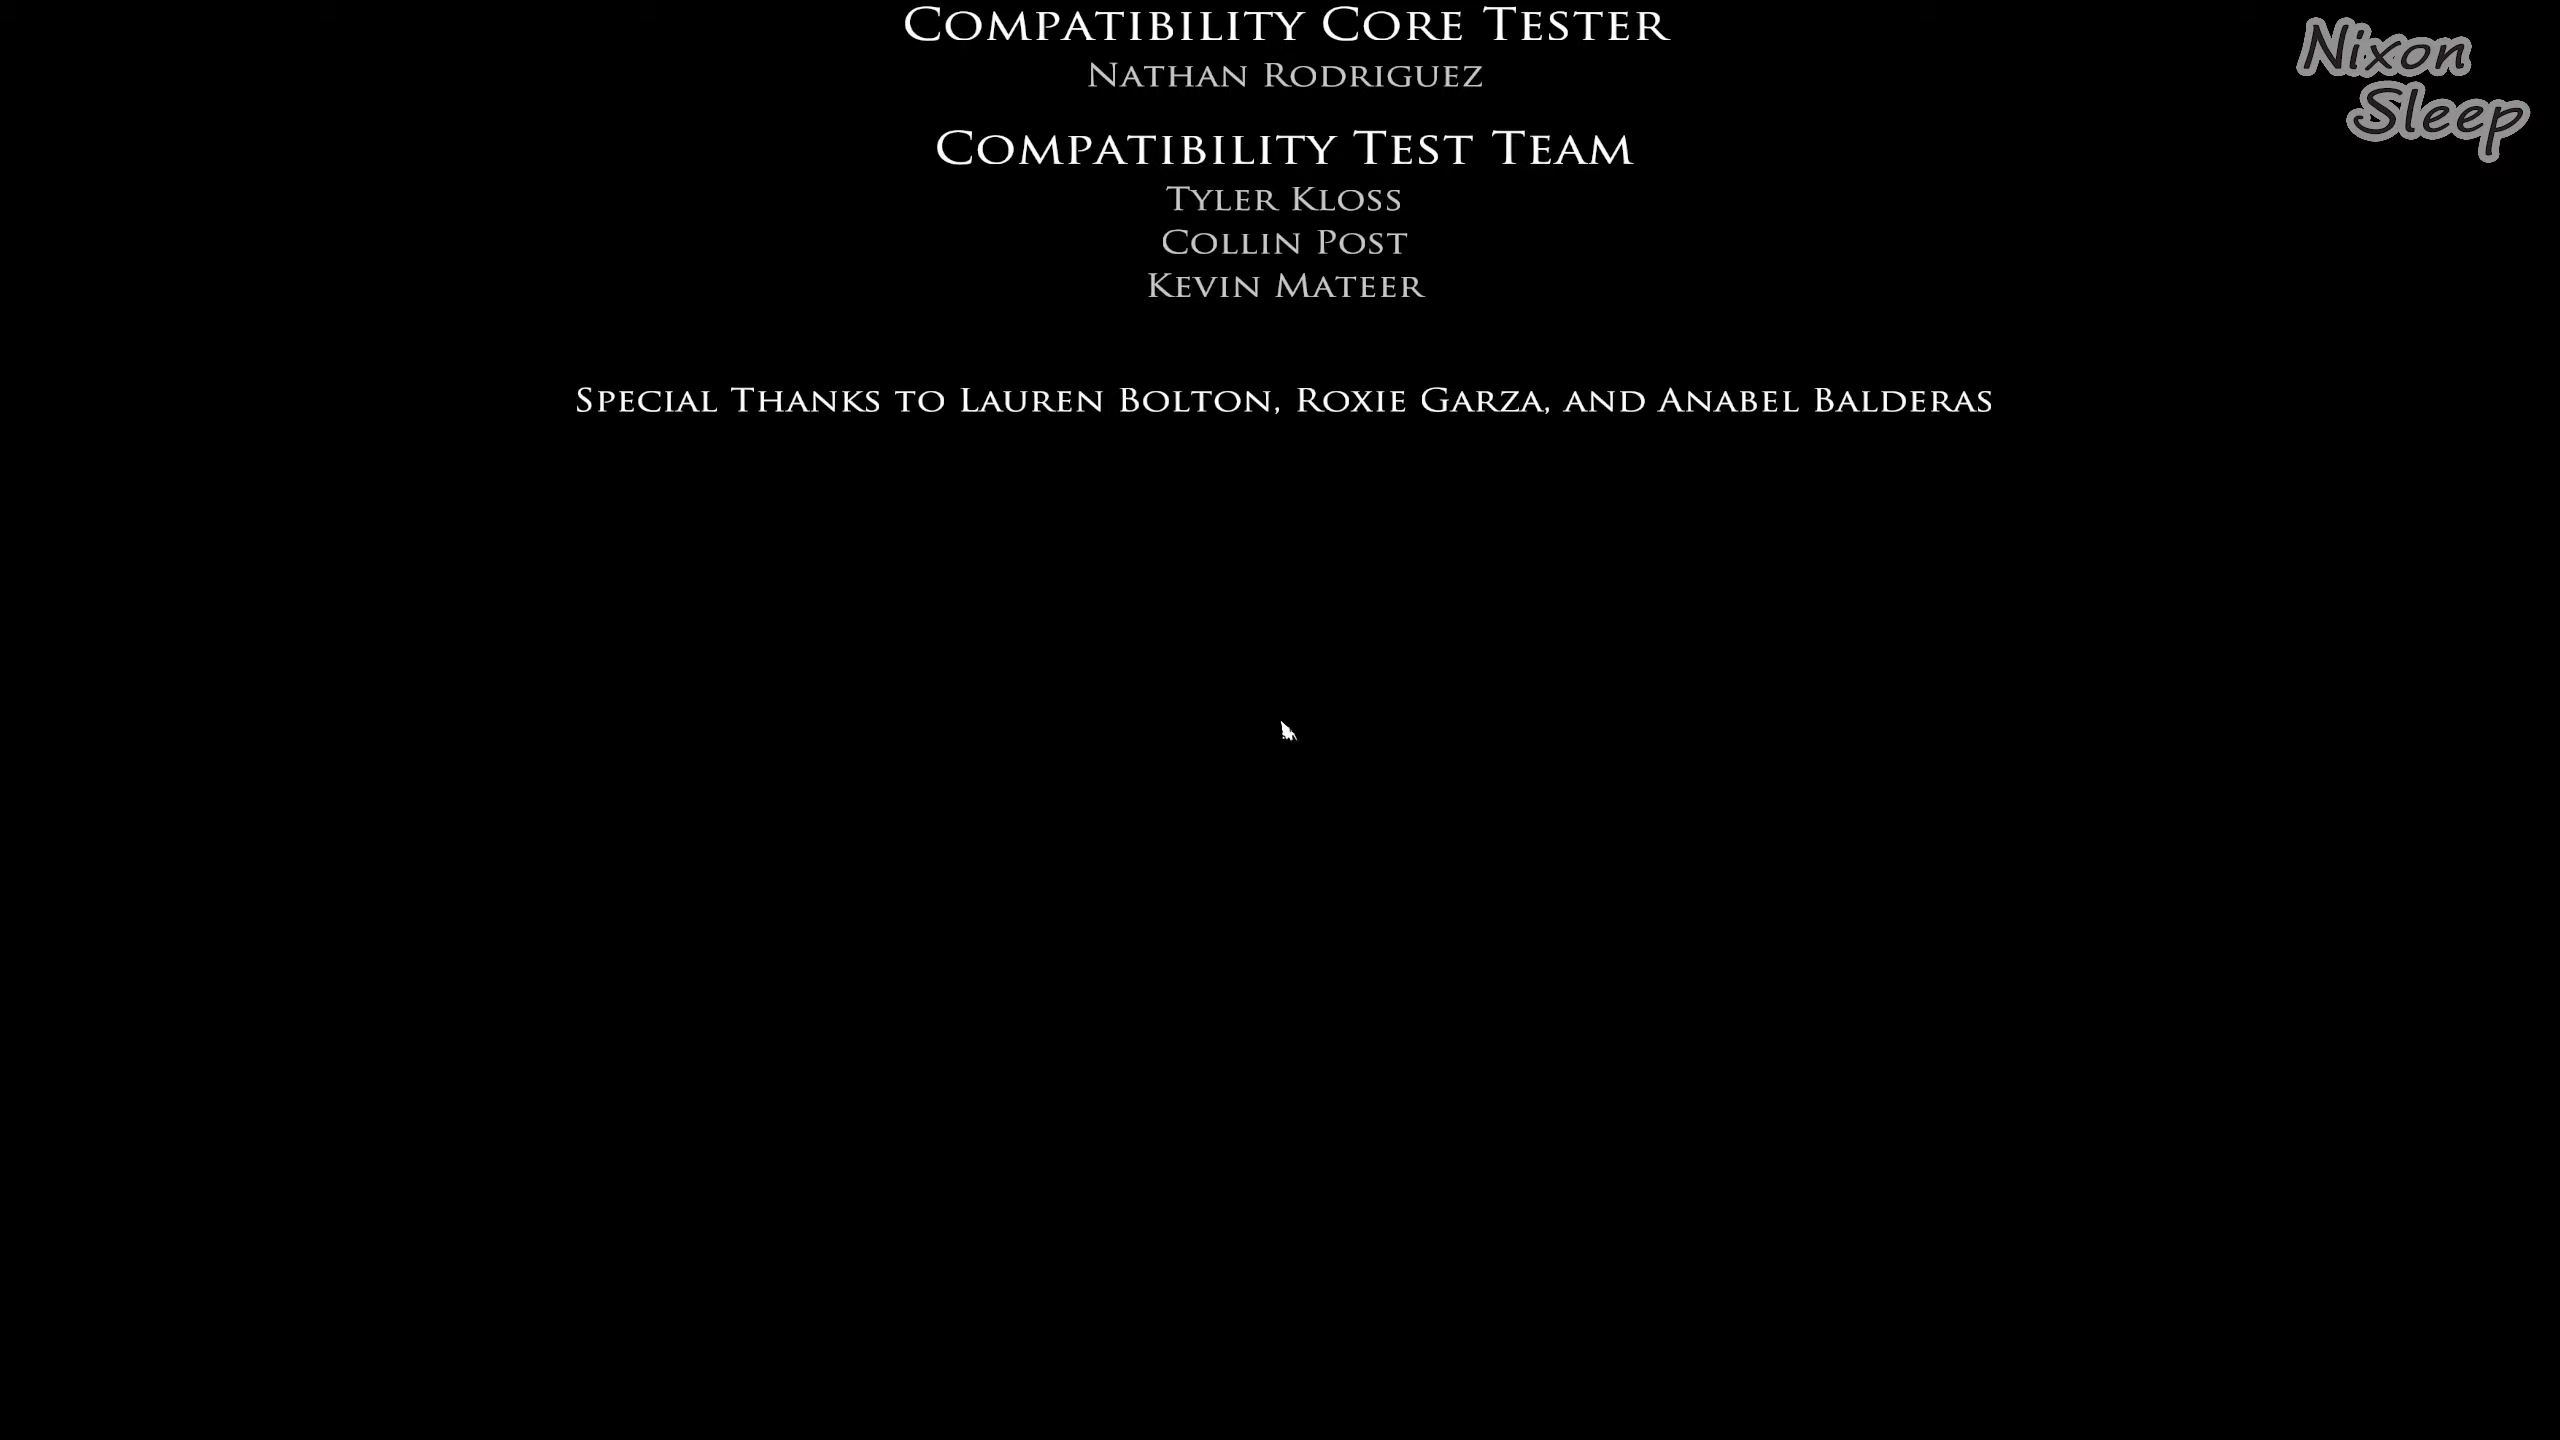 Compatibility Core Tester
Nathan Rodriguez
Compatibility Test Team
Tyler Kloss
Collin Post
Kevin Mateer
Special Thanks to Lauren Bolton, Roxie Garza, and Anabel Balderas
Nixon
Sleep